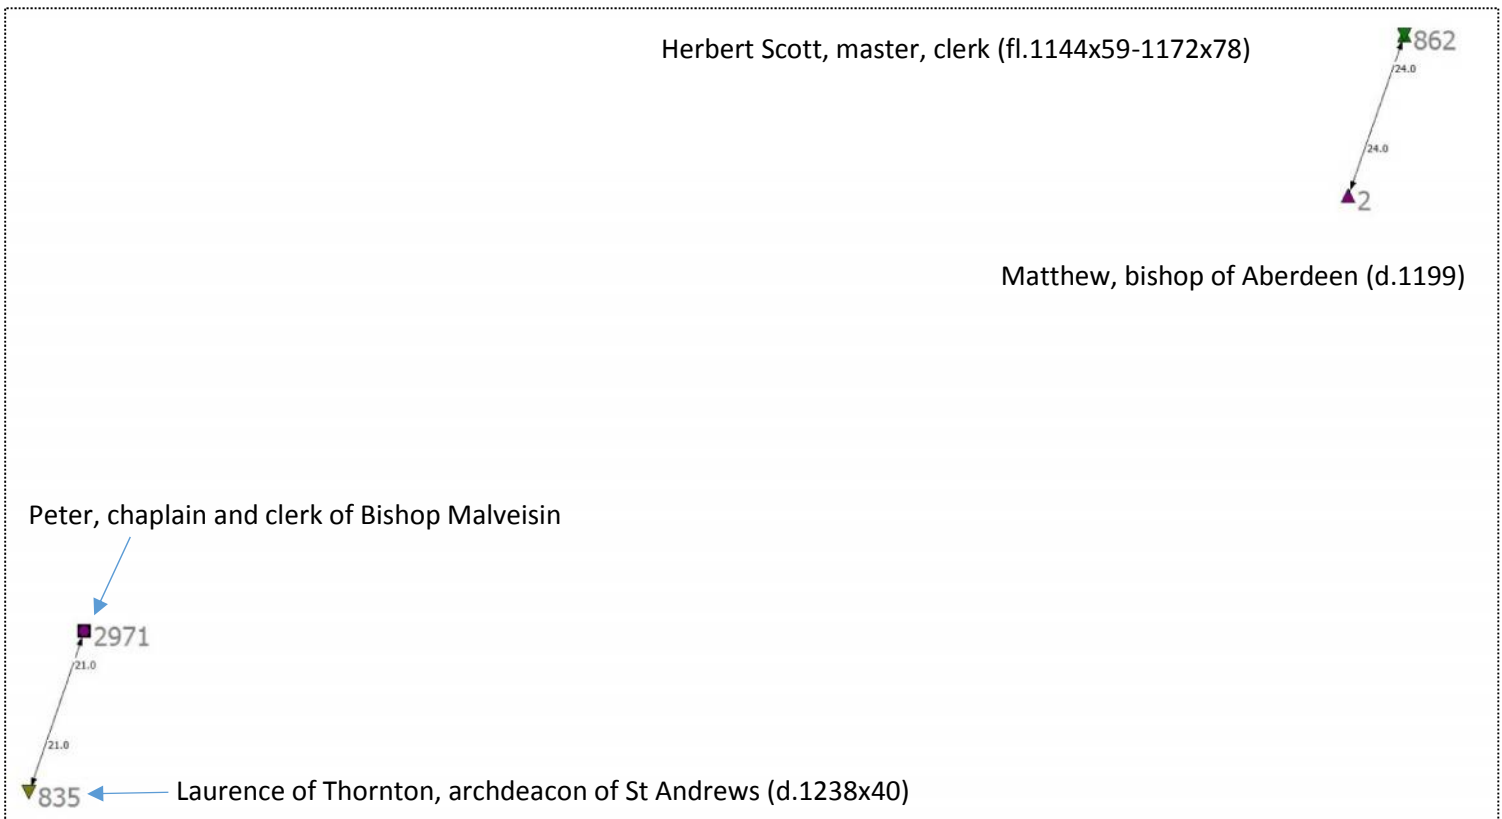 Herbert Scott, master, clerk (fl.1144x59-1172x78)
862
24.0
24.0
2
Matthew, bishop of Aberdeen (d.1199)
Peter, chaplain and clerk of Bishop Malveisin
2971
21.0
21.0
835
Laurence of Thornton, archdeacon of St Andrews (d.1238x40)